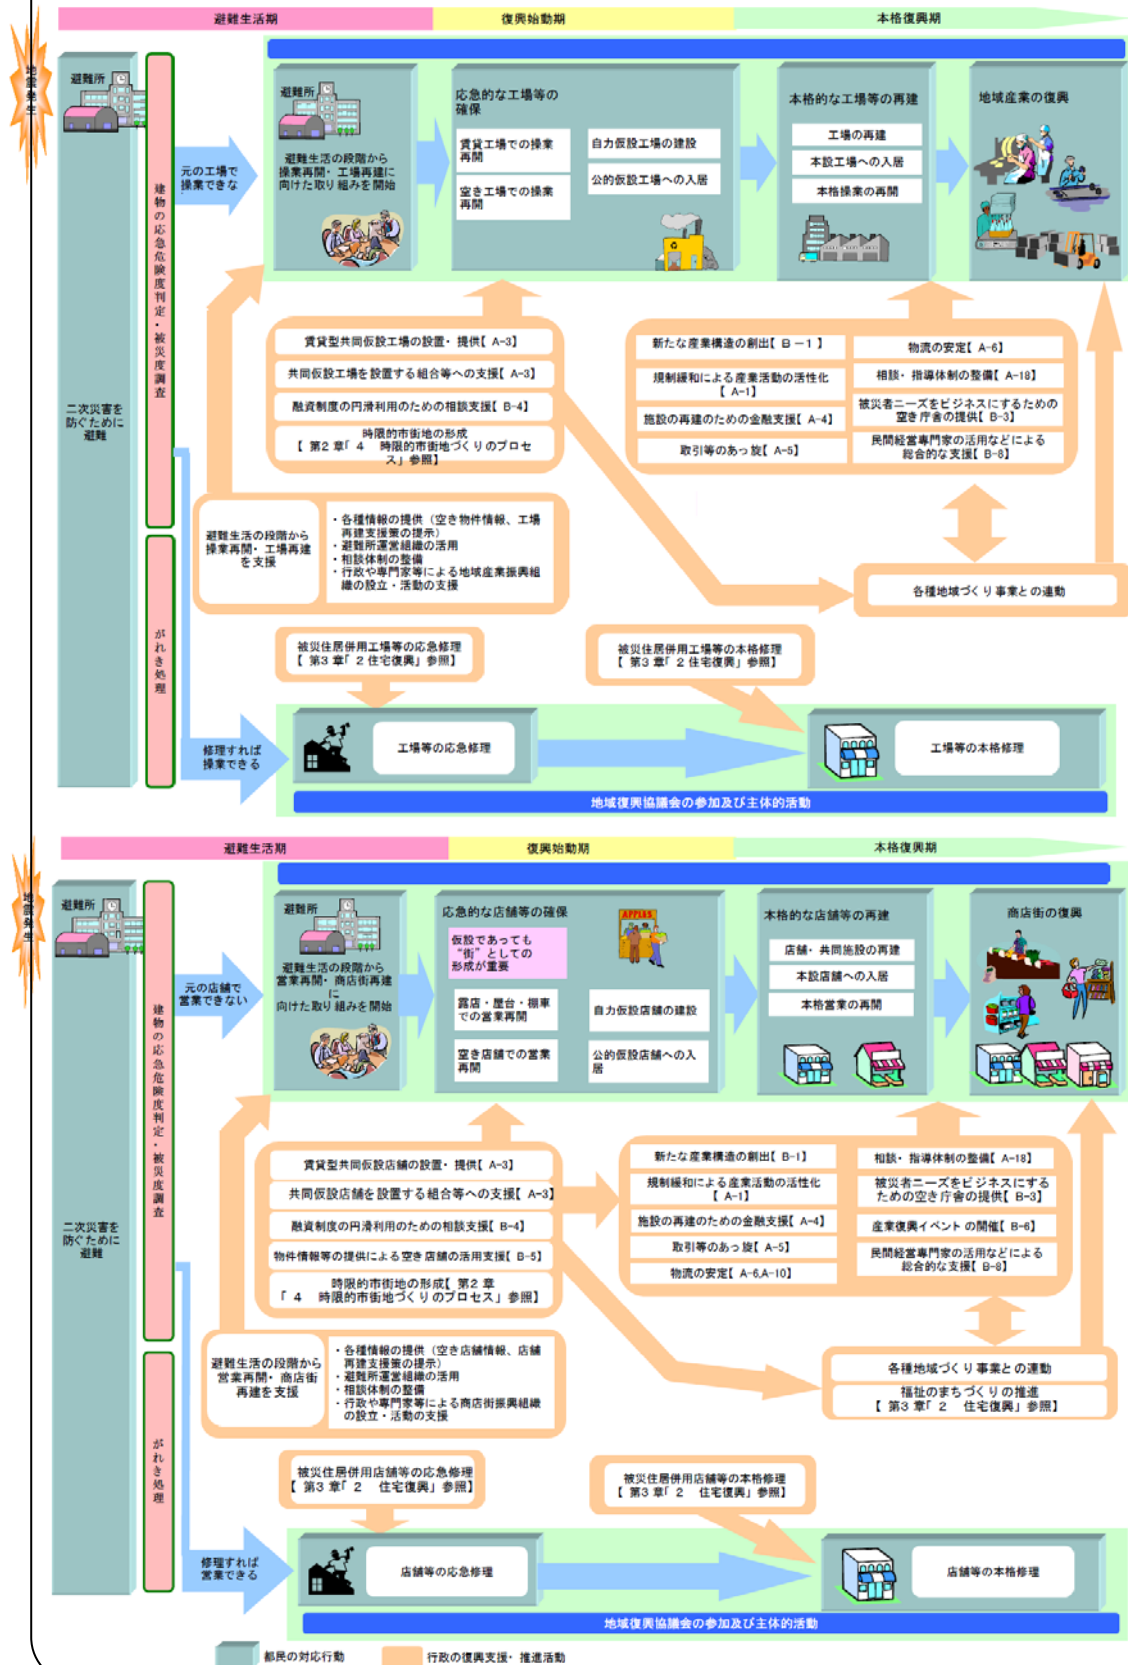 避難生活期
復興始動期
本格復興期
地震発生
避難所
二次災害を
防ぐために
避難
建物の応急危険度判定・被災度調査
がれき処理
元の工場で
操業できな
避難所
避難生活の段階から
操業再開・工場再建に
向けた取り組みを開始
応急的な工場等の
確保
賃貸工場での操業
再開
空き工場での操業
再開
自力仮設工場の建設
公的仮設工場への入居
本格的な工場等の再建
工場の再建
本設工場への入居
本格操業の再開
地域産業の復興
賃貸型共同仮設工場の設置・提供【 A-3】
共同仮設工場を設置する組合等への支援【 A-3】
融資制度の円滑利用のための相談支援【 B-4】
時限的市街地の形成
【 第2章「4 時限的市街地づくりのプロセ
ス」参照】
新たな産業構造の創出【 B－1 】
規制緩和による産業活動の活性化
【 A-1】
施設の再建のための金融支援【 A-4】
取引等のあっ旋【 A-5】
物流の安定【 A-6】
相談・指導体制の整備【 A-18】
被災者ニーズをビジネスにするための
空き庁舎の提供【 B-3】
民間経営専門家の活用などによる
総合的な支援【 B-8】
避難生活の段階から
操業再開・工場再建
を支援
・各種情報の提供（空き物件情報、工場
再建支援策の提示）
・避難所運営組織の活用
・相談体制の整備
・行政や専門家等による地域産業振興組
織の設立・活動の支援
各種地域づくり事業との連動
被災住居併用工場等の応急修理
【 第3章「２住宅復興」参照】
被災住居併用工場等の本格修理
【 第3章「２住宅復興」参照】
修理すれば
操業できる
工場等の応急修理
工場等の本格修理
地域復興協議会の参加及び主体的活動
避難生活期
復興始動期
本格復興期
地震発生
避難所
二次災害を
防ぐために
避難
建物の応急危険度判定・被災度調査
がれき処理
元の店舗で
営業できない
避難所
避難生活の段階から
営業再開・商店街再建
に
向けた取り組みを開始
応急的な店舗等の確保
仮設であっても
“街”としての
形成が重要
APPLES
露店・屋台・棚車
での営業再開
空き店舗での営業
再開
自力仮設店舗の建設
公的仮設店舗への入
居
本格的な店舗等の再建
店舗・共同施設の再建
本設店舗への入居
本格営業の再開
商店街の復興
賃貸型共同仮設店舗の設置・提供【 A-3】
共同仮設店舗を設置する組合等への支援【 A-3】
融資制度の円滑利用のための相談支援【 B-4】
物件情報等の提供による空き店舗の活用支援【 B-5】
時限的市街地の形成【 第2章
「 4 時限的市街地づくりのプロセス」参照】
新たな産業構造の創出【 B-1】
規制緩和による産業活動の活性化
【 A-1】
施設の再建のための金融支援【 A-4】
取引等のあっ旋【 A-5】
物流の安定【 A-6,A-10】
相談・指導体制の整備【 A-18】
被災者ニーズをビジネスにする
ための空き庁舎の提供【 B-3】
産業復興イベントの開催【 B-6】
民間経営専門家の活用などによる
総合的な支援【 B-8】
避難生活の段階から
営業再開・商店街
再建を支援
・各種情報の提供（空き店舗情報、店舗
再建支援策の提示）
・避難所運営組織の活用
・相談体制の整備
・行政や専門家等による商店街振興組織
の設立・活動の支援
各種地域づくり事業との連動
福祉のまちづくりの推進
【 第3章「２ 住宅復興」参照】
被災住居併用店舗等の応急修理
【 第3章「２ 住宅復興」参照】
被災住居併用店舗等の本格修理
【 第3章「２ 住宅復興」参照】
修理すれば
営業できる
店舗等の応急修理
店舗等の本格修理
地域復興協議会の参加及び主体的活動
都民の対応行動
行政の復興支援・推進活動